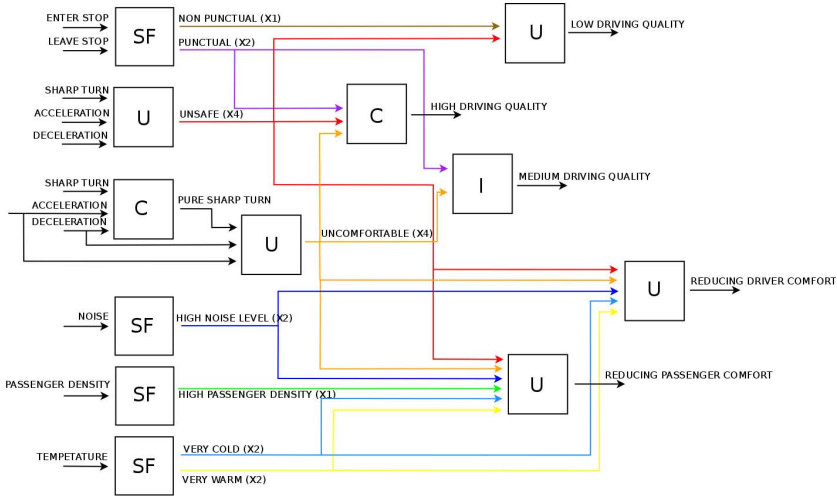 ENTER STOP
LEAVE STOP
SF
NON PUNCTUAL (X1)
PUNCTUAL (X2)
U
LOW DRIVING QUALITY
SHARP TURN
ACCELERATION
DECELERATION
U
UNSAFE (X4)
C
HIGH DRIVING QUALITY
SHARP TURN
ACCELERATION
DECELERATION
C
PURE SHARP TURN
I
MEDIUM DRIVING QUALITY
U
UNCOMFORTABLE (X4)
U
REDUCING DRIVER COMFORT
NOISE
SF
HIGH NOISE LEVEL (X2)
PASSENGER DENSITY
SF
HIGH PASSENGER DENSITY (X1)
U
REDUCING PASSENGER COMFORT
TEMPETATURE
SF
VERY COLD (X2)
VERY WARM (X2)